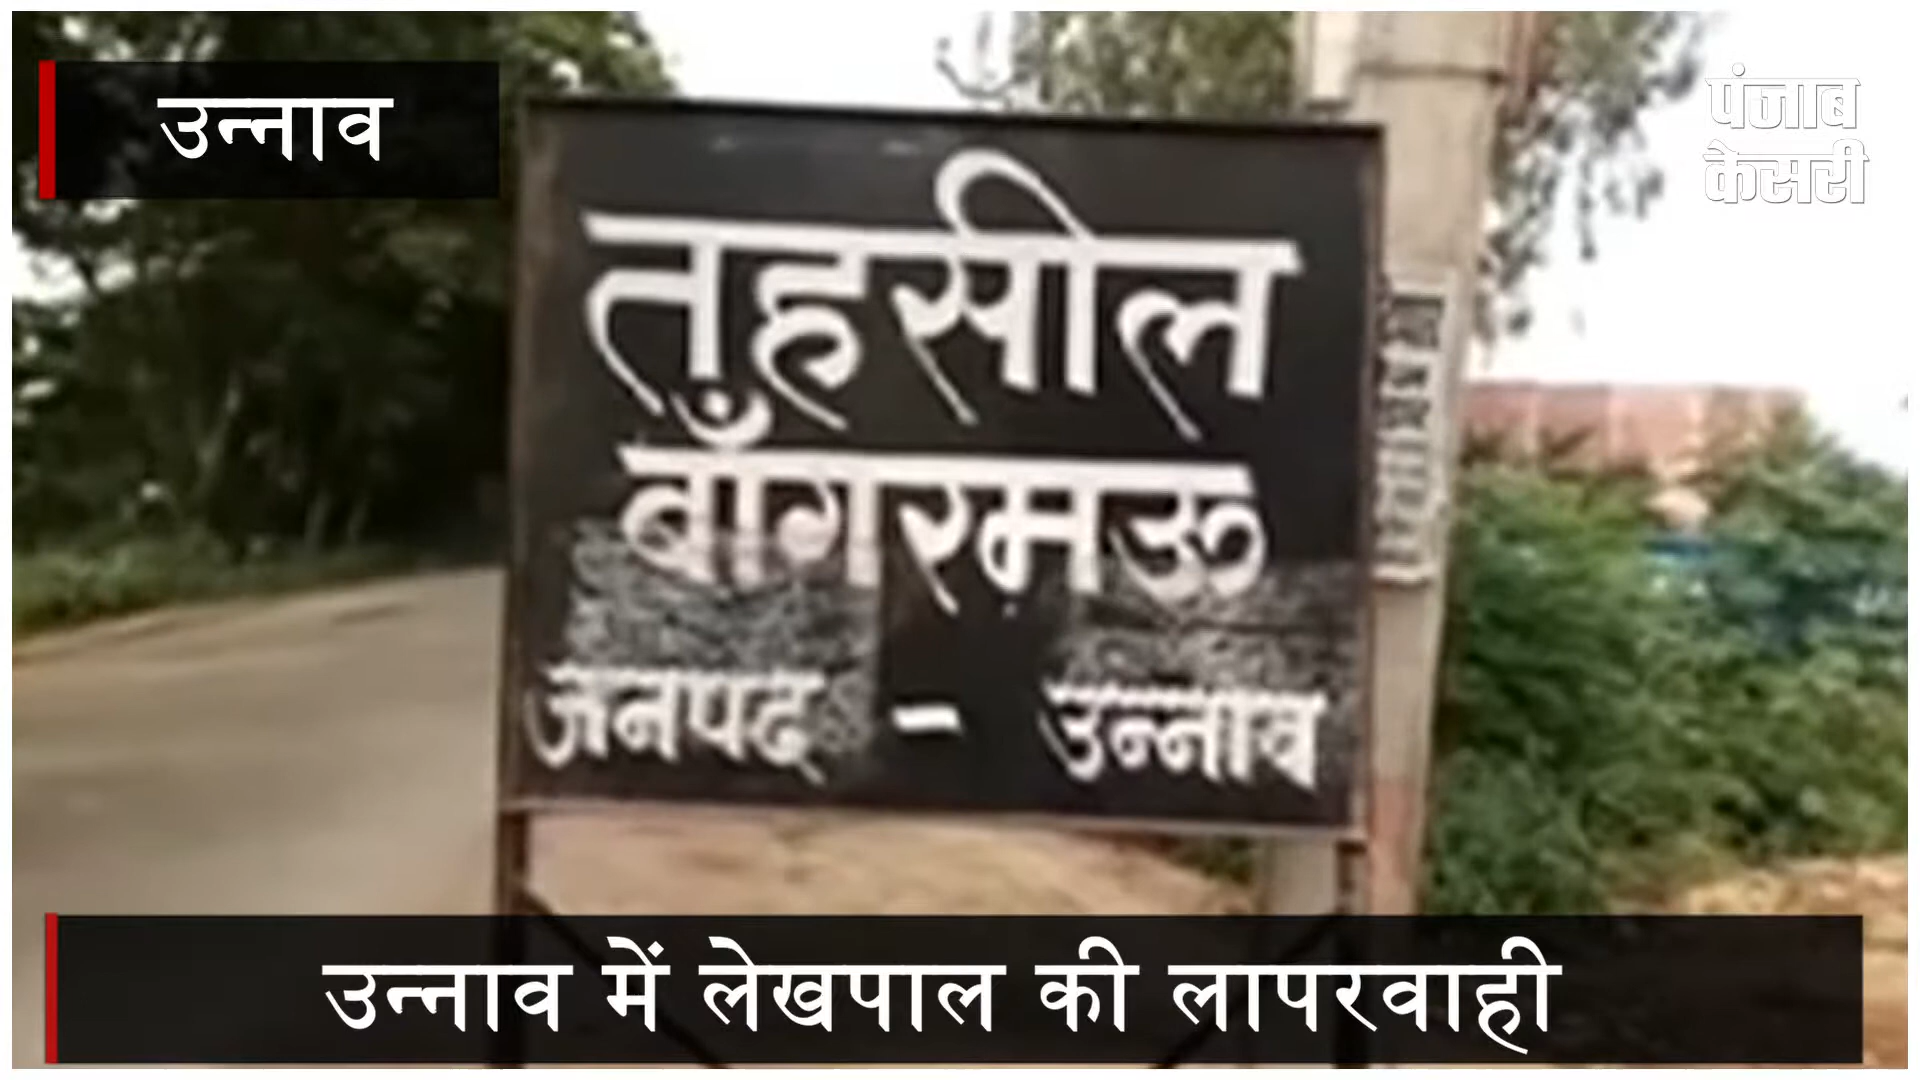 उन्नाव
पंजाब
केसरी
तहसील
बाँगरमऊ
जनपद - उन्नाव
उन्नाव में लेखपाल की लापरवाही